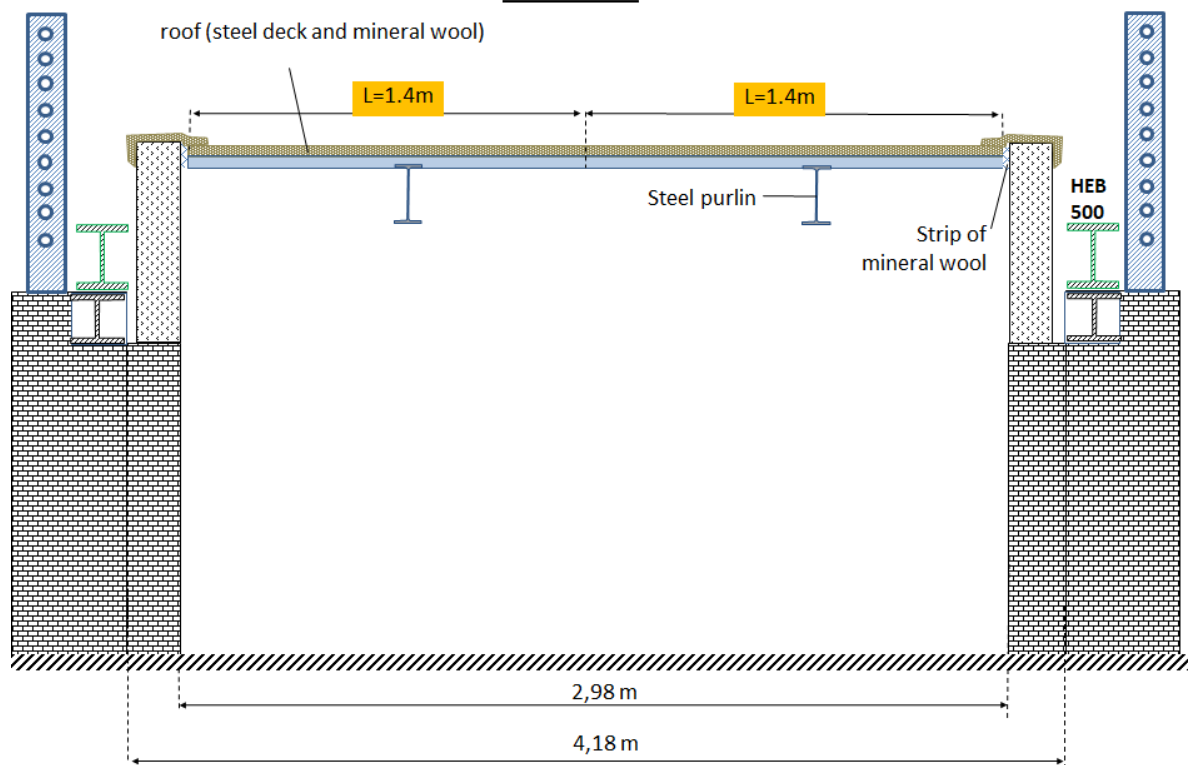 roof (steel deck and mineral wool)
L=1.4m
L=1.4m
Steel purlin
HEB
500
Strip of
mineral wool
2,98 m
4,18 m